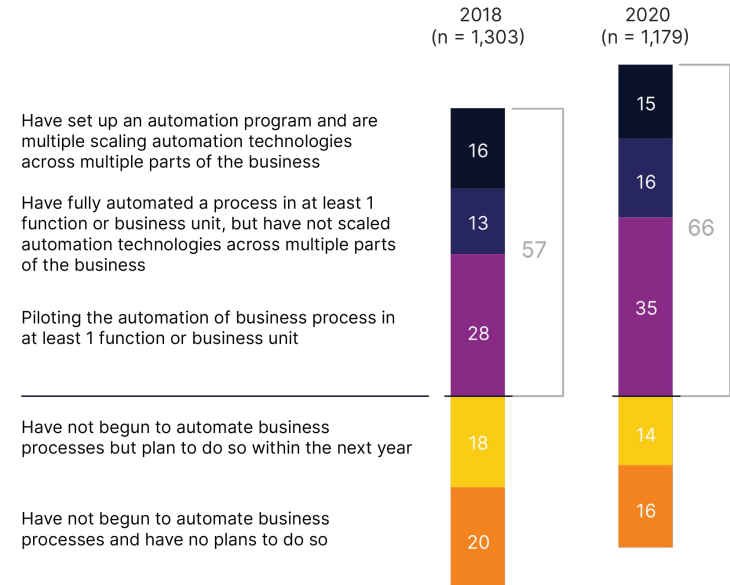 2018
(n = 1,303)
2020
(n = 1,179)
Have set up an automation program and are
multiple scaling automation technologies
across multiple parts of the business
16
15
Have fully automated a process in at least 1
function or business unit, but have not scaled
automation technologies across multiple parts
of the business
13
57
16
66
Piloting the automation of business process in
at least 1 function or business unit
28
35
Have not begun to automate business
processes but plan to do so within the next year
18
14
Have not begun to automate business
processes and have no plans to do so
20
16